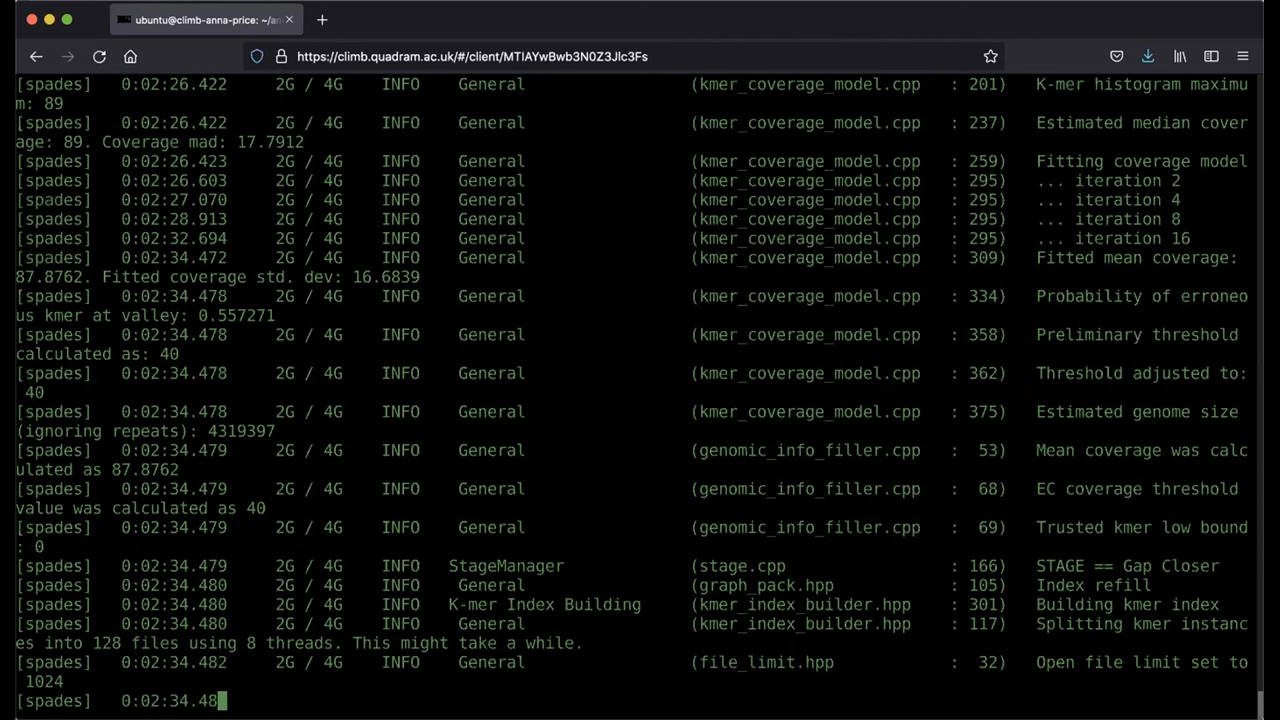 ubuntu@climb-anna-price: ~/an
https://climb.quadram.ac.uk/#/client/MTIAYwBwb3N0Z3Jlc3Fs
[spades] 0:02:26.422 2G / 4G INFO General (kmer_coverage_model.cpp : 201) K-mer histogram maximu
m: 89
[spades] 0:02:26.422 2G / 4G INFO General (kmer_coverage_model.cpp : 237) Estimated median cover
age: 89. Coverage mad: 17.7912
[spades] 0:02:26.423 2G / 4G INFO General (kmer_coverage_model.cpp : 259) Fitting coverage model
[spades] 0:02:26.603 2G / 4G INFO General (kmer_coverage_model.cpp : 295) ... iteration 2
[spades] 0:02:27.070 2G / 4G INFO General (kmer_coverage_model.cpp : 295) ... iteration 4
[spades] 0:02:28.913 2G / 4G INFO General (kmer_coverage_model.cpp : 295) ... iteration 8
[spades] 0:02:32.694 2G / 4G INFO General (kmer_coverage_model.cpp : 295) ... iteration 16
[spades] 0:02:34.472 2G / 4G INFO General (kmer_coverage_model.cpp : 309) Fitted mean coverage:
87.8762. Fitted coverage std. dev: 16.6839
[spades] 0:02:34.478 2G / 4G INFO General (kmer_coverage_model.cpp : 334) Probability of erroneo
us kmer at valley: 0.557271
[spades] 0:02:34.478 2G / 4G INFO General (kmer_coverage_model.cpp : 358) Preliminary threshold
calculated as: 40
[spades] 0:02:34.478 2G / 4G INFO General (kmer_coverage_model.cpp : 362) Threshold adjusted to:
40
[spades] 0:02:34.478 2G / 4G INFO General (kmer_coverage_model.cpp : 375) Estimated genome size
(ignoring repeats): 4319397
[spades] 0:02:34.479 2G / 4G INFO General (genomic_info_filler.cpp : 53) Mean coverage was calc
ulated as 87.8762
[spades] 0:02:34.479 2G / 4G INFO General (genomic_info_filler.cpp : 68) EC coverage threshold
value was calculated as 40
[spades] 0:02:34.479 2G / 4G INFO General (genomic_info_filler.cpp : 69) Trusted kmer low bound
: 0
[spades] 0:02:34.479 2G / 4G INFO StageManager (stage.cpp : 166) STAGE == Gap Closer
[spades] 0:02:34.480 2G / 4G INFO General (graph_pack.hpp : 105) Index refill
[spades] 0:02:34.480 2G / 4G INFO K-mer Index Building (kmer_index_builder.hpp : 301) Building kmer index
[spades] 0:02:34.480 2G / 4G INFO General (kmer_index_builder.hpp : 117) Splitting kmer instanc
es into 128 files using 8 threads. This might take a while.
[spades] 0:02:34.482 2G / 4G INFO General (file_limit.hpp : 32) Open file limit set to
1024
[spades] 0:02:34.48